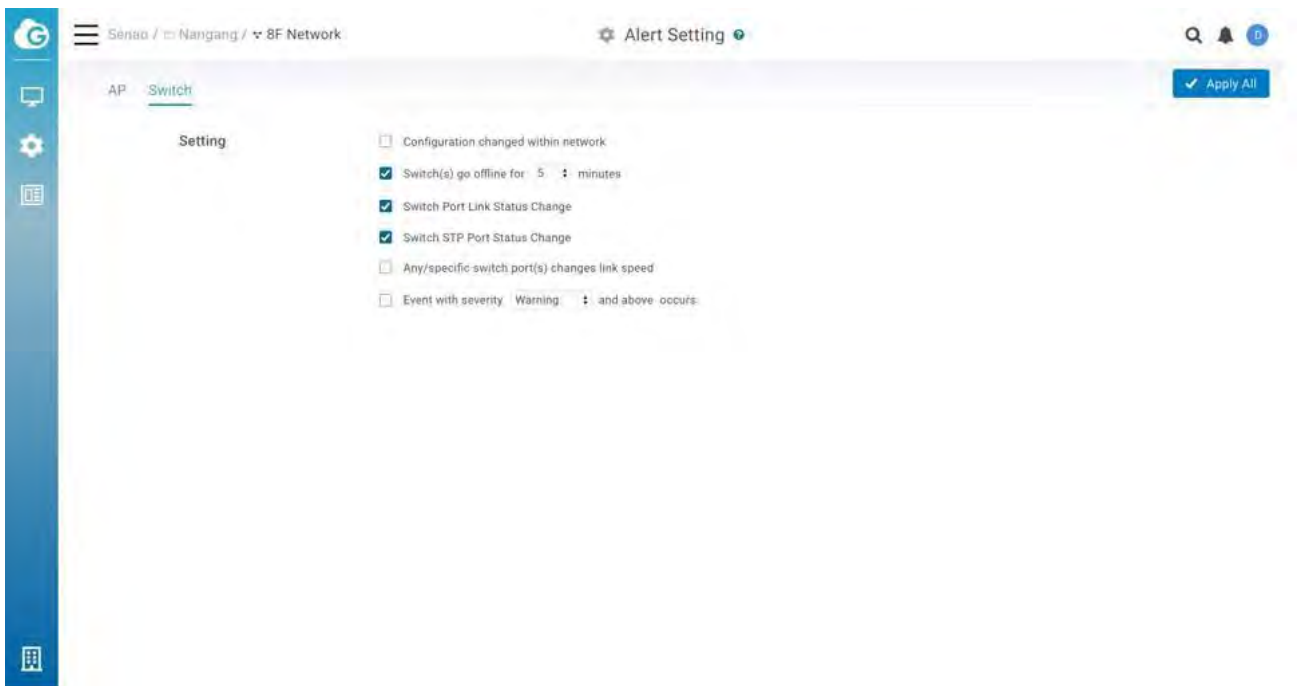 Senao / Nangang / 8F Network
Alert Setting
D
AP Switch
Apply All
Setting
Configuration changed within network
Switch(s) go offline for 5 minutes
Switch Port Link Status Change
Switch STP Port Status Change
Any/specific switch port(s) changes link speed
Event with severity Warning and above occurs